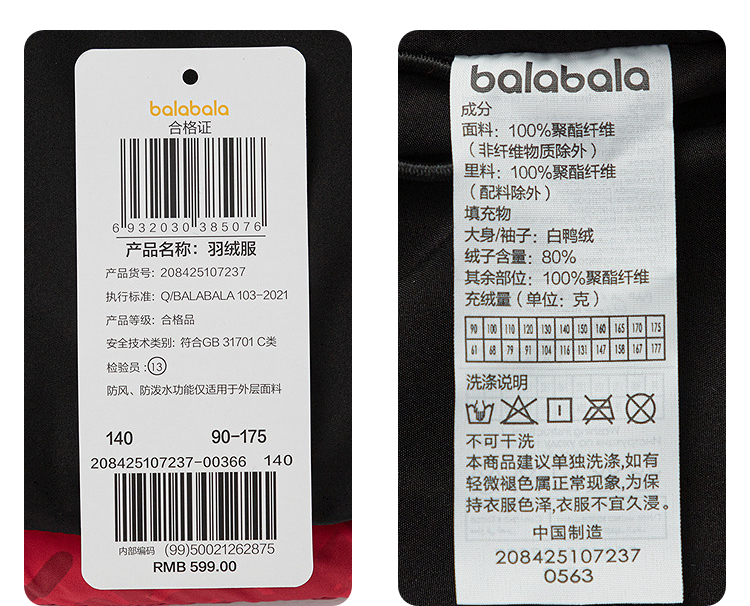 balabala
合格证
6 932030 385076
产品名称: 羽绒服
产品货号: 208425107237
执行标准: Q/BALABALA 103-2021
产品等级: 合格品
安全技术类别: 符合GB 31701 C类
检验员: 13
防风、防泼水功能仅适用于外层面料
140 90-175
208425107237-00366 140
内部编码 (99)50021262875
RMB 599.00
balabala
成分
面料: 100%聚酯纤维
(非纤维物质除外)
里料: 100%聚酯纤维
(配料除外)
填充物
大身/袖子: 白鸭绒
绒子含量: 80%
其余部位: 100%聚酯纤维
充绒量(单位: 克)
90 100 110 120 130 140 150 160 165 170 175
61 68 79 91 104 116 131 147 158 167 177
洗涤说明
不可干洗
本商品建议单独洗涤,如有
轻微褪色属正常现象,为保
持衣服色泽,衣服不宜久浸。
中国制造
208425107237
0563